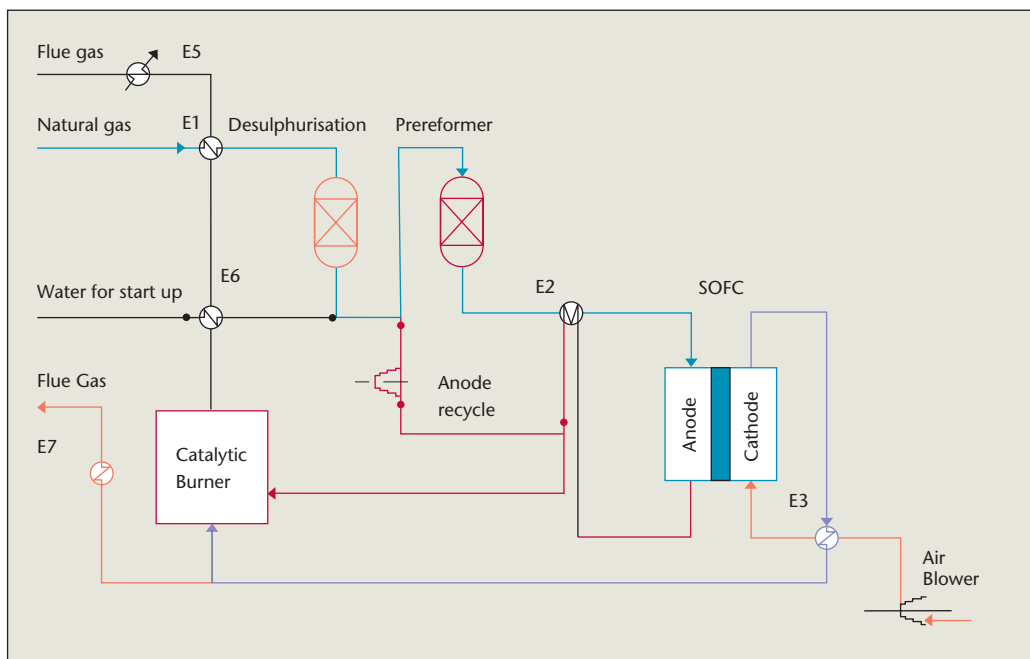 Flue gas
E5
Natural gas
E1
Desulphurisation
Prereformer
E6
Water for start up
E2
SOFC
Flue Gas
E7
Catalytic
Burner
Anode
recycle
Anode
Cathode
E3
Air
Blower